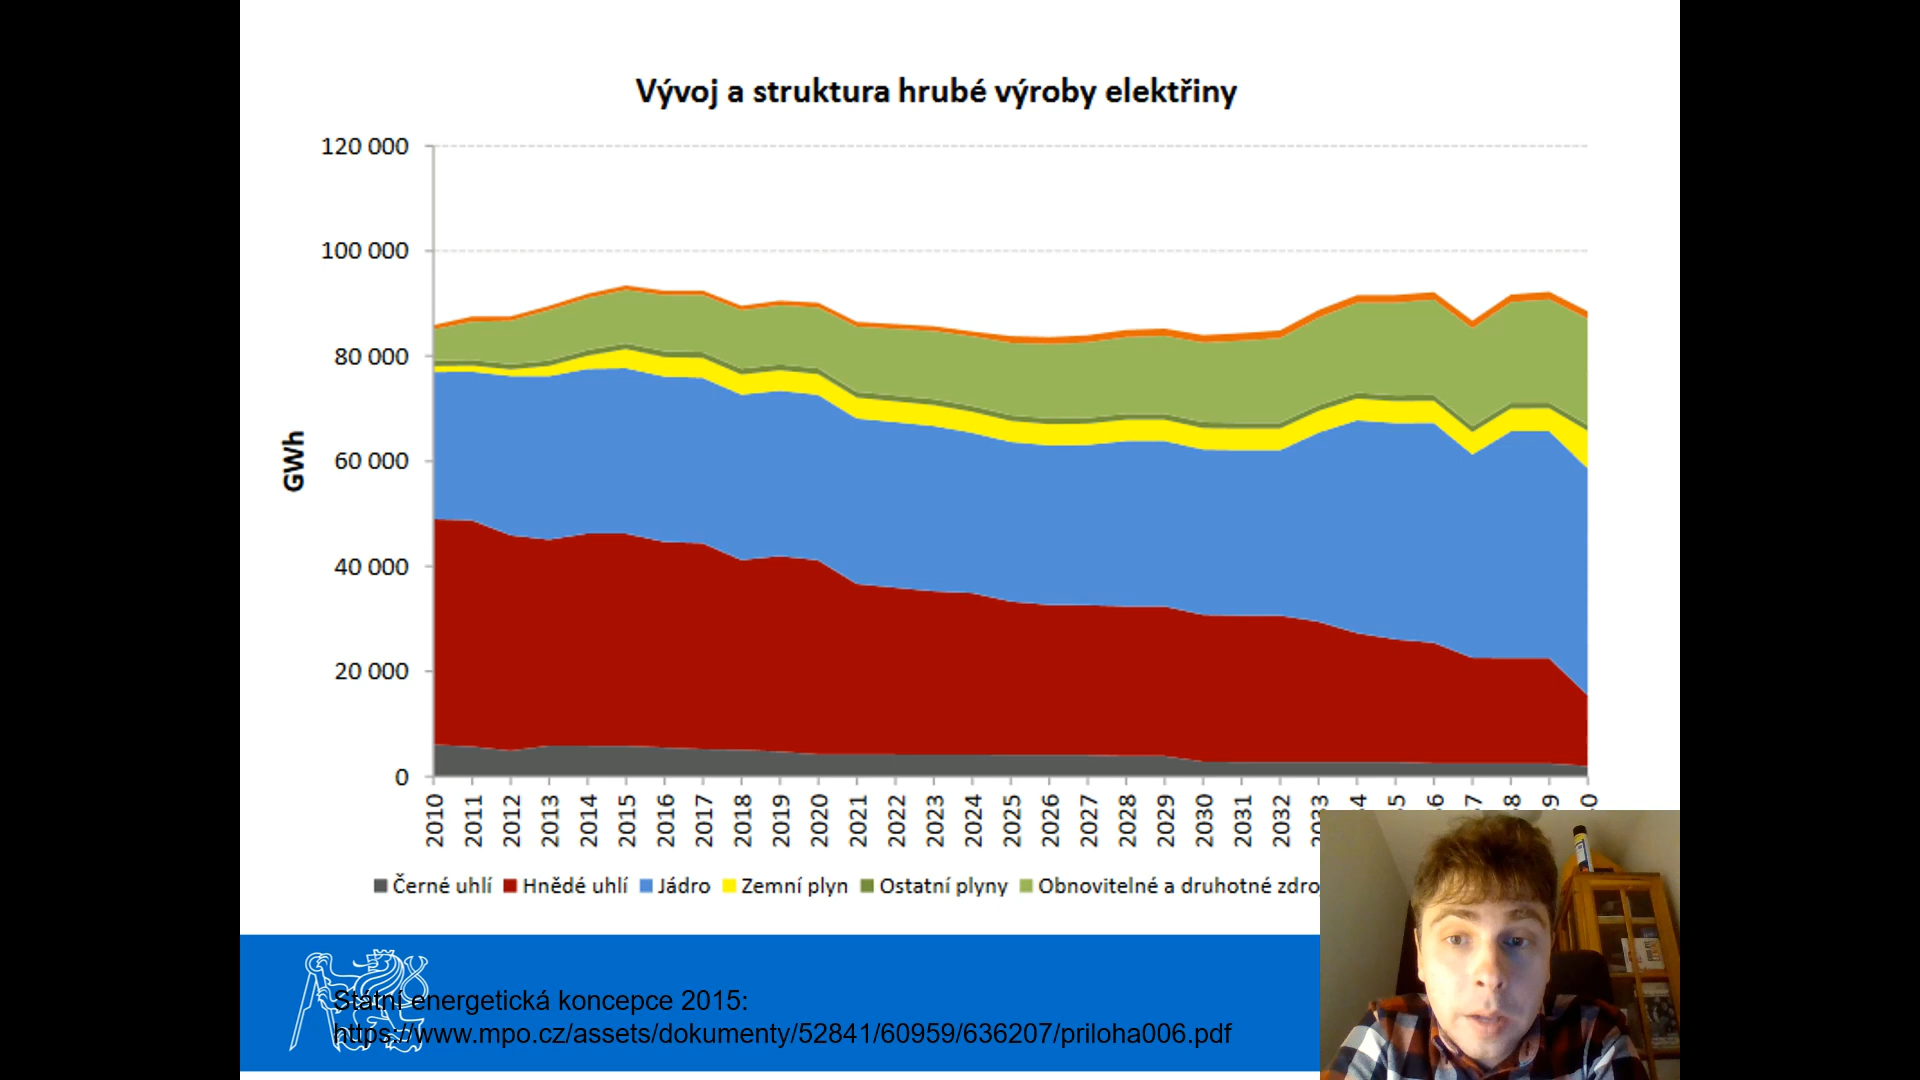 Vývoj a struktura hrubé výroby elektřiny
120 000
100 000
80 000
60 000
40 000
20 000
0
GWh
2010 2011 2012 2013 2014 2015 2016 2017 2018 2019 2020 2021 2022 2023 2024 2025 2026 2027 2028 2029 2030 2031 2032
Černé uhlí Hnědé uhlí Jádro Zemní plyn Ostatní plyny Obnovitelné a druhotné
Státní energetická koncepce 2015:
https://www.mpo.cz/assets/dokumenty/52841/60959/636207/priloha006.pdf